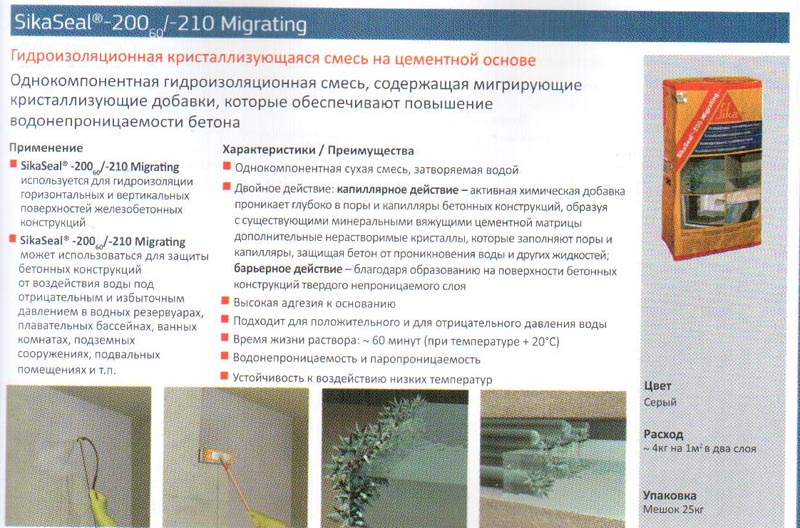 SikaSeal®-200₆₀/-210 Migrating
Гидроизоляционная кристаллизующаяся смесь на цементной основе
Однокомпонентная гидроизоляционная смесь, содержащая мигрирующие
кристаллизующие добавки, которые обеспечивают повышение
водонепроницаемости бетона
Применение
SikaSeal® -200₆₀/-210 Migrating
используется для гидроизоляции
горизонтальных и вертикальных
поверхностей железобетонных
конструкций
SikaSeal® -200₆₀/-210 Migrating
может использоваться для защиты
бетонных конструкций
от воздействия воды под
отрицательным и избыточным
давлением в водных резервуарах,
плавательных бассейнах, ванных
комнатах, подземных
сооружениях, подвальных
помещениях и т.п.
Характеристики / Преимущества
Однокомпонентная сухая смесь, затворяемая водой
Двойное действие: капиллярное действие – активная химическая добавка
проникает глубоко в поры и капилляры бетонных конструкций, образуя
с существующими минеральными вяжущими цементной матрицы
дополнительные нерастворимые кристаллы, которые заполняют поры и
капилляры, защищая бетон от проникновения воды и других жидкостей;
барьерное действие – благодаря образованию на поверхности бетонных
конструкций твердого непроницаемого слоя
Высокая адгезия к основанию
Подходит для положительного и для отрицательного давления воды
Время жизни раствора: ~ 60 минут (при температуре + 20°C)
Водонепроницаемость и паропроницаемость
Устойчивость к воздействию низких температур
Sika
SikaSeal®-200 Migrating
Цвет
Серый
Расход
~ 4кг на 1м² в два слоя
Упаковка
Мешок 25кг